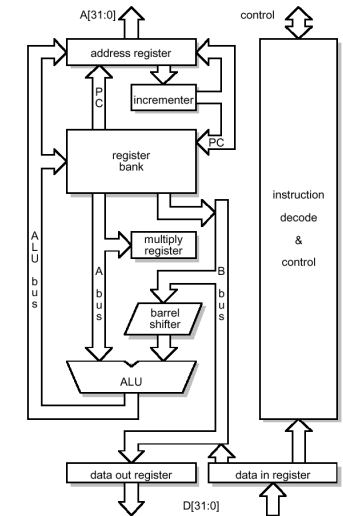 A[31:0]
control
address register
P
C
incrementer
PC
register
bank
instruction
decode
&
control
A
L
U
b
u
s
multiply
register
A
b
u
s
B
b
u
s
barrel
shifter
ALU
data out register
data in register
D[31:0]